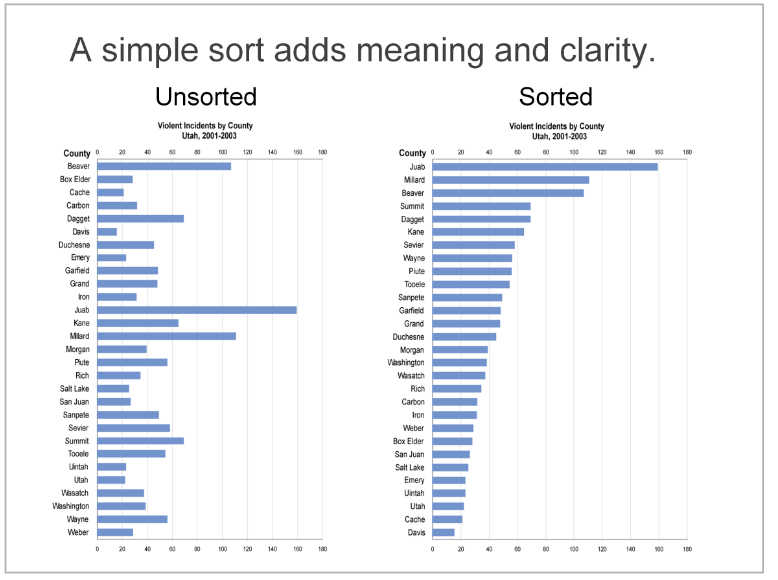 A simple sort adds meaning and clarity.
Unsorted
Violent Incidents by County
Utah, 2001-2003
County
0 20 40 60 80 100 120 140 160 180
Beaver
Box Elder
Cache
Carbon
Dagget
Davis
Duchesne
Emery
Garfield
Grand
Iron
Juab
Kane
Millard
Morgan
Piute
Rich
Salt Lake
San Juan
Sanpete
Sevier
Summit
Tooele
Uintah
Utah
Wasatch
Washington
Wayne
Weber
0 20 40 60 80 100 120 140 160 180
Sorted
Violent Incidents by County
Utah, 2001-2003
County
0 20 40 60 80 100 120 140 160 180
Juab
Millard
Beaver
Summit
Dagget
Kane
Sevier
Wayne
Piute
Tooele
Sanpete
Garfield
Grand
Duchesne
Morgan
Washington
Wasatch
Rich
Carbon
Iron
Weber
Box Elder
San Juan
Salt Lake
Emery
Uintah
Utah
Cache
Davis
0 20 40 60 80 100 120 140 160 180